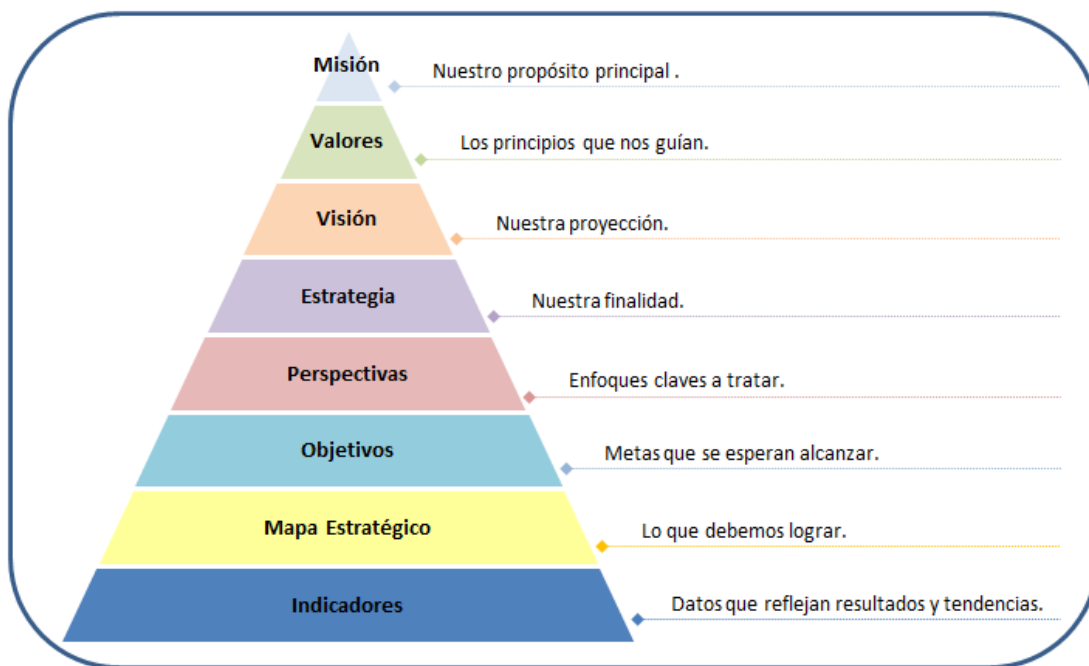 Misión
Nuestro propósito principal .
Valores
Los principios que nos guían.
Visión
Nuestra proyección.
Estrategia
Nuestra finalidad.
Perspectivas
Enfoques claves a tratar.
Objetivos
Metas que se esperan alcanzar.
Mapa Estratégico
Lo que debemos lograr.
Indicadores
Datos que reflejan resultados y tendencias.